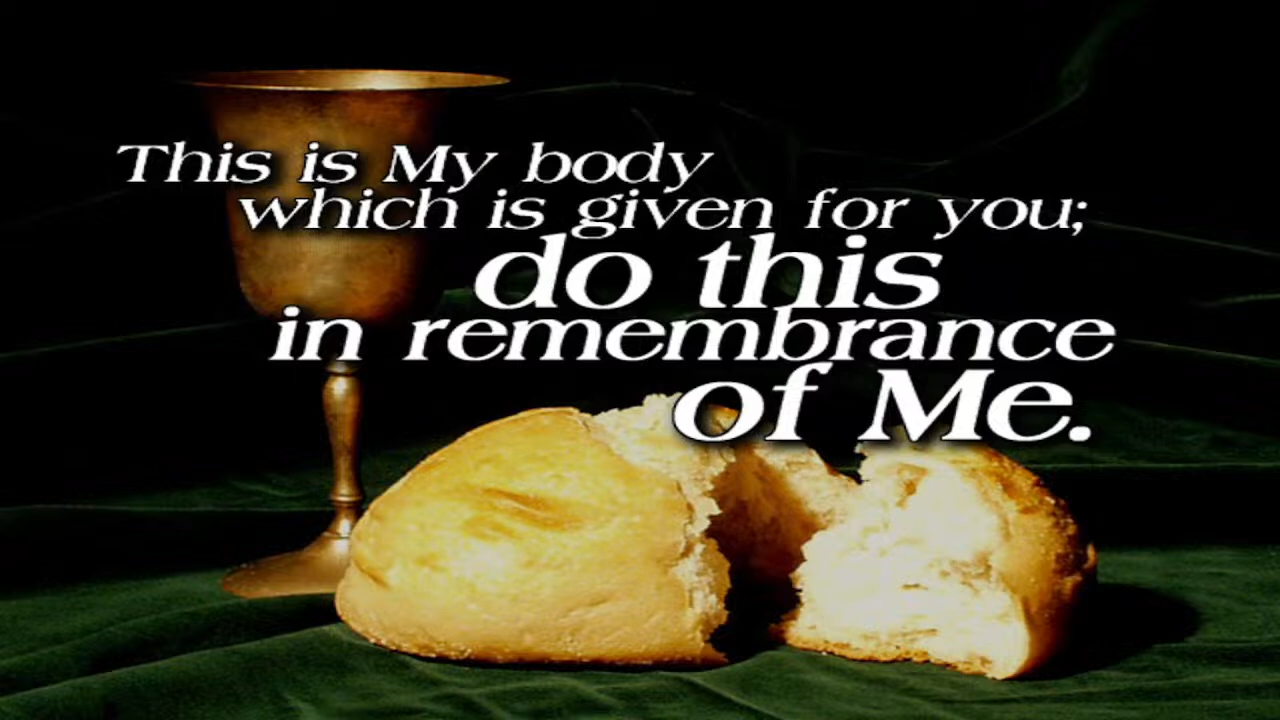 This is My body
which is given for you;
do this
in remembrance
of Me.